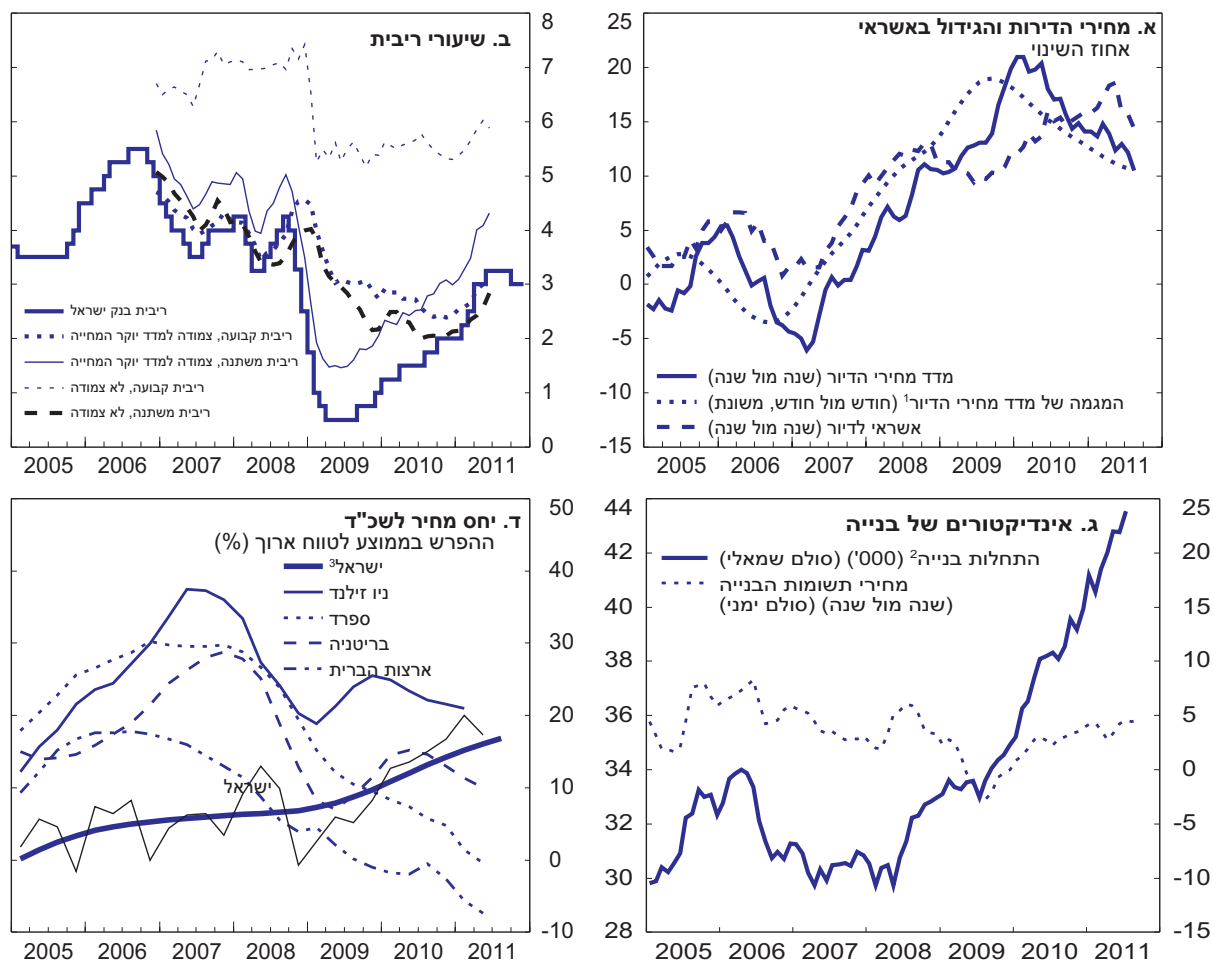 א. מחירי הדירות והגידול באשראי
אחוז השינוי
25
20
15
10
5
0
-5
-10
-15
מדד מחירי הדיור (שנה מול שנה)
המגמה של מדד מחירי הדיור¹ (חודש מול חודש, משונת)
אשראי לדיור (שנה מול שנה)
2005 2006 2007 2008 2009 2010 2011
ב. שיעורי ריבית
8
7
6
5
4
3
2
1
0
ריבית בנק ישראל
ריבית קבועה, צמודה למדד יוקר המחייה
ריבית משתנה, צמודה למדד יוקר המחייה
ריבית קבועה, לא צמודה
ריבית משתנה, לא צמודה
2005 2006 2007 2008 2009 2010 2011
ג. אינדיקטורים של בנייה
התחלות בנייה² (000') (סולם שמאלי)
מחירי תשומות הבנייה
(שנה מול שנה) (סולם ימני)
44
42
40
38
36
34
32
30
28
25
20
15
10
5
0
-5
-10
-15
2005 2006 2007 2008 2009 2010 2011
ד. יחס מחיר לשכ"ד
ההפרש בממוצע לטווח ארוך (%)
ישראל³
ניו זילנד
ספרד
בריטניה
ארצות הברית
ישראל
50
40
30
20
10
0
-10
2005 2006 2007 2008 2009 2010 2011